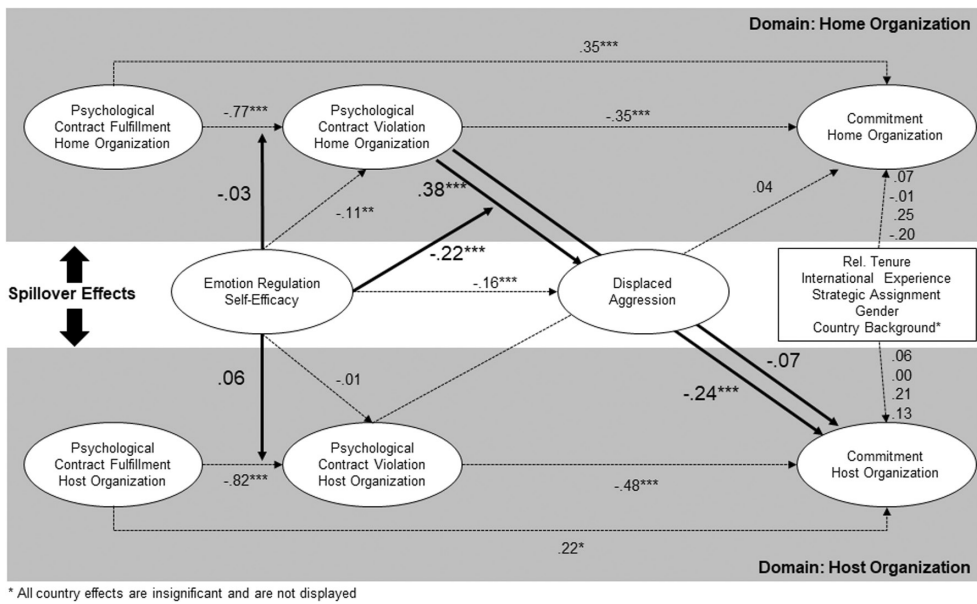 Domain: Home Organization
.35***
Psychological
Contract Fulfillment
Home Organization
-.77***
Psychological
Contract Violation
Home Organization
-.35***
Commitment
Home Organization
-.03
-.11**
.38***
.04
.07
-.01
.25
-.20
-.22***
Spillover Effects
Emotion Regulation
Self-Efficacy
-.16***
Displaced
Aggression
Rel. Tenure
International Experience
Strategic Assignment
Gender
Country Background*
.06
-.01
-.07
-.24***
.06
.00
.21
.13
Psychological
Contract Fulfillment
Host Organization
-.82***
Psychological
Contract Violation
Host Organization
-.48***
Commitment
Host Organization
.22*
Domain: Host Organization
* All country effects are insignificant and are not displayed